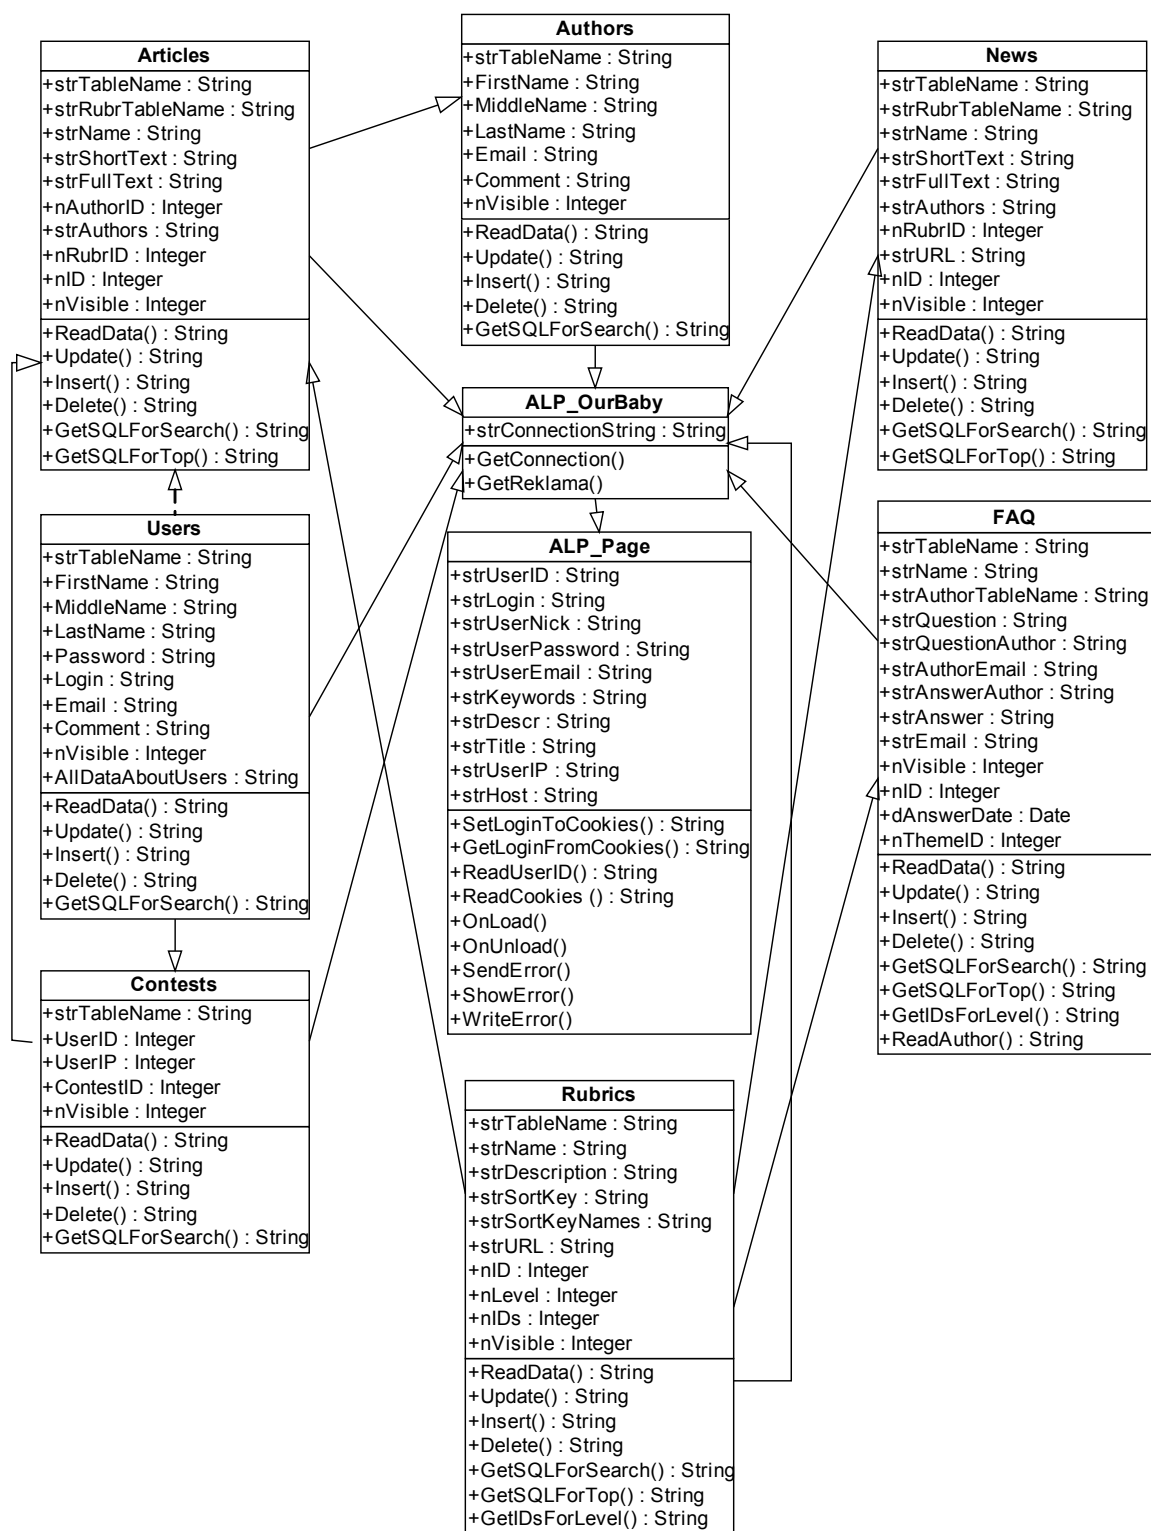 Articles
+strTableName : String
+strRubrTableName : String
+strName : String
+strShortText : String
+strFullText : String
+nAuthorID : Integer
+strAuthors : String
+nRubrID : Integer
+nID : Integer
+nVisible : Integer
+ReadData() : String
+Update() : String
+Insert() : String
+Delete() : String
+GetSQLForSearch() : String
+GetSQLForTop() : String
Authors
+strTableName : String
+FirstName : String
+MiddleName : String
+LastName : String
+Email : String
+Comment : String
+nVisible : Integer
+ReadData() : String
+Update() : String
+Insert() : String
+Delete() : String
+GetSQLForSearch() : String
News
+strTableName : String
+strRubrTableName : String
+strName : String
+strShortText : String
+strFullText : String
+strAuthors : String
+nRubrID : Integer
+strURL : String
+nID : Integer
+nVisible : Integer
+ReadData() : String
+Update() : String
+Insert() : String
+Delete() : String
+GetSQLForSearch() : String
+GetSQLForTop() : String
ALP_OurBaby
+strConnectionString : String
+GetConnection()
+GetReklama()
Users
+strTableName : String
+FirstName : String
+MiddleName : String
+LastName : String
+Password : String
+Login : String
+Email : String
+Comment : String
+nVisible : Integer
+AllDataAboutUsers : String
+ReadData() : String
+Update() : String
+Insert() : String
+Delete() : String
+GetSQLForSearch() : String
ALP_Page
+strUserID : String
+strLogin : String
+strUserNick : String
+strUserPassword : String
+strUserEmail : String
+strKeywords : String
+strDescr : String
+strTitle : String
+strUserIP : String
+strHost : String
+SetLoginToCookies() : String
+GetLoginFromCookies() : String
+ReadUserID() : String
+ReadCookies () : String
+OnLoad()
+OnUnload()
+SendError()
+ShowError()
+WriteError()
FAQ
+strTableName : String
+strName : String
+strAuthorTableName : String
+strQuestion : String
+strQuestionAuthor : String
+strAuthorEmail : String
+strAnswerAuthor : String
+strAnswer : String
+strEmail : String
+nVisible : Integer
+nID : Integer
+dAnswerDate : Date
+nThemeID : Integer
+ReadData() : String
+Update() : String
+Insert() : String
+Delete() : String
+GetSQLForSearch() : String
+GetSQLForTop() : String
+GetIDsForLevel() : String
+ReadAuthor() : String
Contests
+strTableName : String
+UserID : Integer
+UserIP : Integer
+ContestID : Integer
+nVisible : Integer
+ReadData() : String
+Update() : String
+Insert() : String
+Delete() : String
+GetSQLForSearch() : String
Rubrics
+strTableName : String
+strName : String
+strDescription : String
+strSortKey : String
+strSortKeyNames : String
+strURL : String
+nID : Integer
+nLevel : Integer
+nIDs : Integer
+nVisible : Integer
+ReadData() : String
+Update() : String
+Insert() : String
+Delete() : String
+GetSQLForSearch() : String
+GetSQLForTop() : String
+GetIDsForLevel() : String